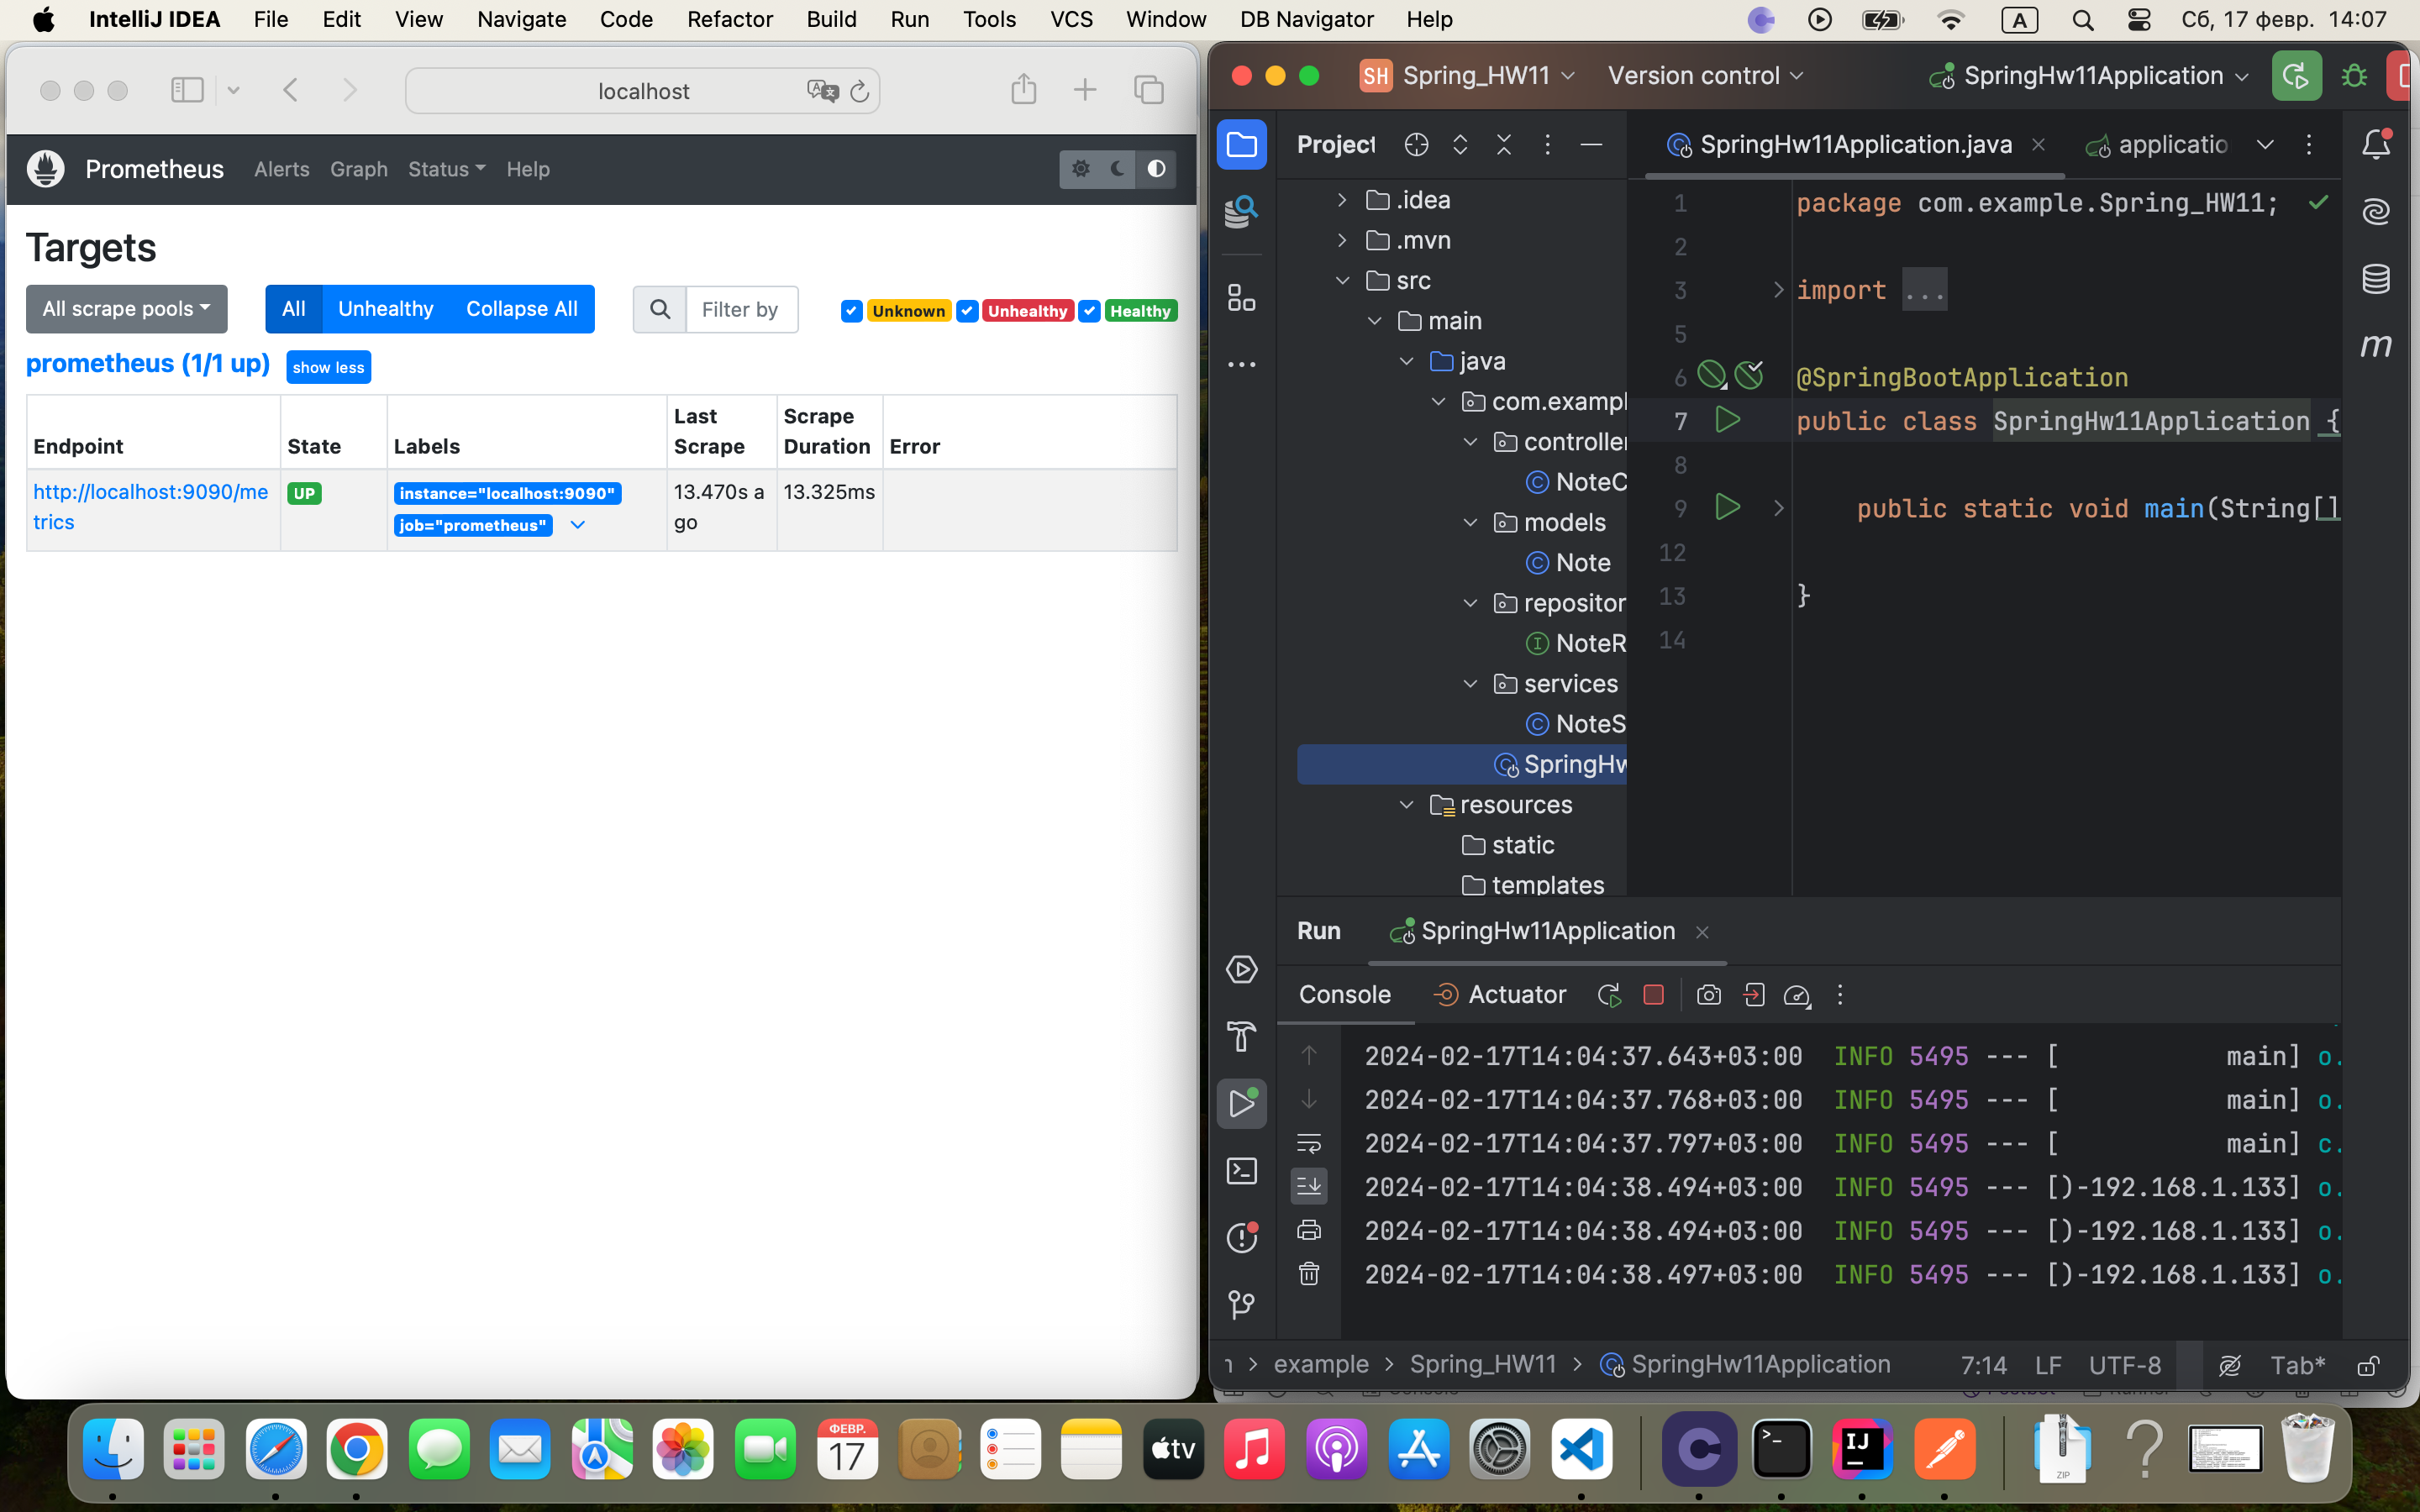 IntelliJ IDEA File Edit View Navigate Code Refactor Build Run Tools VCS Window DB Navigator Help A Сб, 17 февр. 14:07
localhost
Prometheus Alerts Graph Status Help
Targets
All scrape pools All Unhealthy Collapse All Filter by Unknown Unhealthy Healthy
prometheus (1/1 up) show less
Endpoint State Labels Last Scrape Scrape Duration Error
http://localhost:9090/me UP instance="localhost:9090" 13.470s a 13.325ms
trics job="prometheus" go
SH Spring_HW11 Version control SpringHw11Application
Project SpringHw11Application.java applicatio
.idea
.mvn
src
main
java
com.exampl
controller
NoteC
models
Note
repositor
NoteR
services
NoteS
SpringHw
resources
static
templates
1 package com.example.Spring_HW11;
2
3 import ...
5
6 @SpringBootApplication
7 public class SpringHw11Application {
8
9 public static void main(String[]
12
13 }
14
m
Run SpringHw11Application
Console Actuator
2024-02-17T14:04:37.643+03:00 INFO 5495 --- [ main] o.
2024-02-17T14:04:37.768+03:00 INFO 5495 --- [ main] o.
2024-02-17T14:04:37.797+03:00 INFO 5495 --- [ main] c.
2024-02-17T14:04:38.494+03:00 INFO 5495 --- [)-192.168.1.133] o.
2024-02-17T14:04:38.494+03:00 INFO 5495 --- [)-192.168.1.133] o.
2024-02-17T14:04:38.497+03:00 INFO 5495 --- [)-192.168.1.133] o.
example > Spring_HW11 > SpringHw11Application 7:14 LF UTF-8 Tab*
ФЕВР.
17
tv
IJ
ZIP